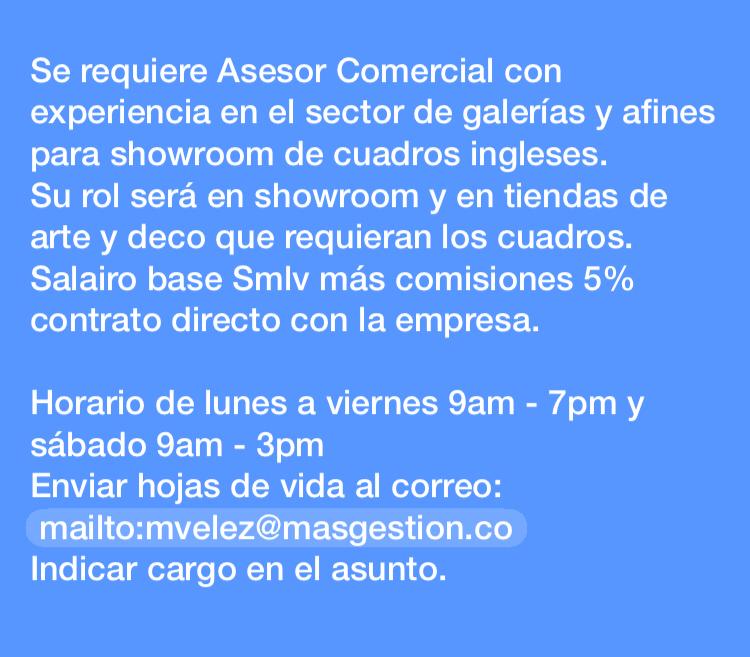 Se requiere Asesor Comercial con
experiencia en el sector de galerías y afines
para showroom de cuadros ingleses.
Su rol será en showroom y en tiendas de
arte y deco que requieran los cuadros.
Salairo base Smlv más comisiones 5%
contrato directo con la empresa.
Horario de lunes a viernes 9am - 7pm y
sábado 9am - 3pm
Enviar hojas de vida al correo:
mailto:mvelez@masgestion.co
Indicar cargo en el asunto.